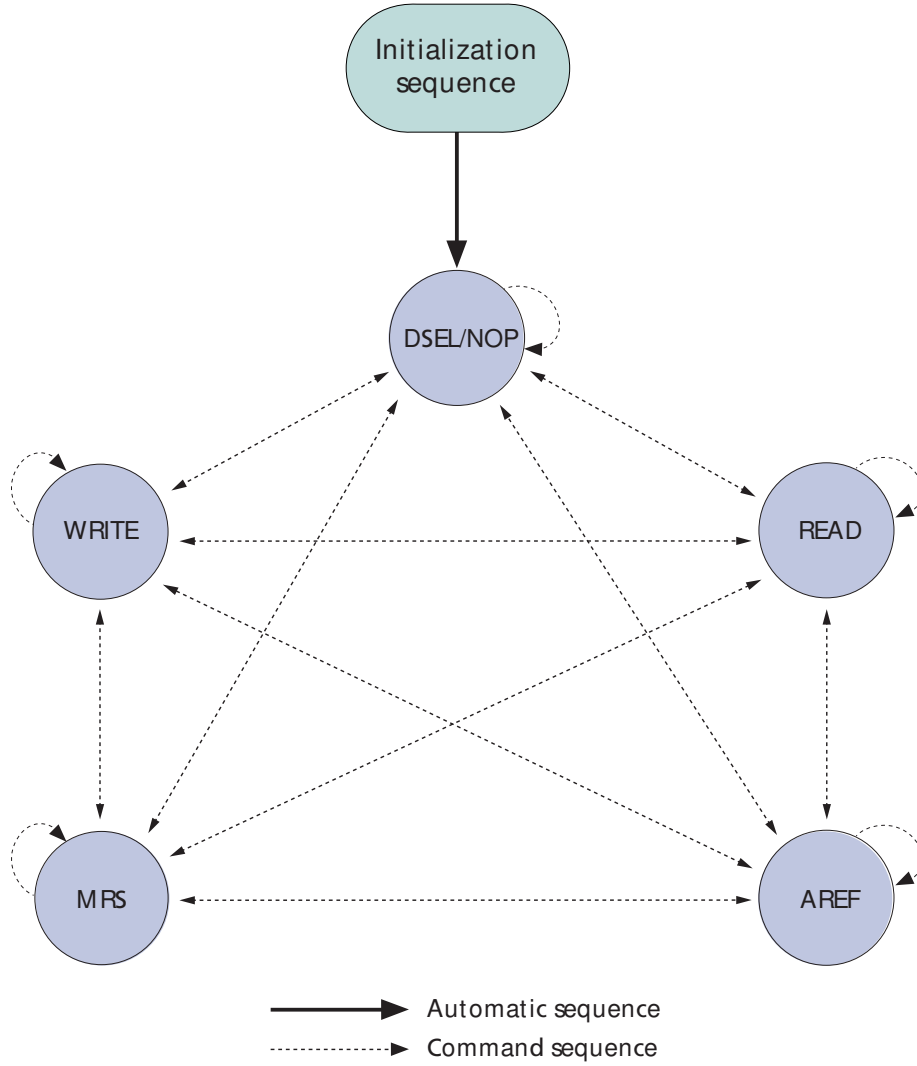 Initialization
sequence
DSEL/NOP
WRITE
READ
MRS
AREF
Automatic sequence
Command sequence